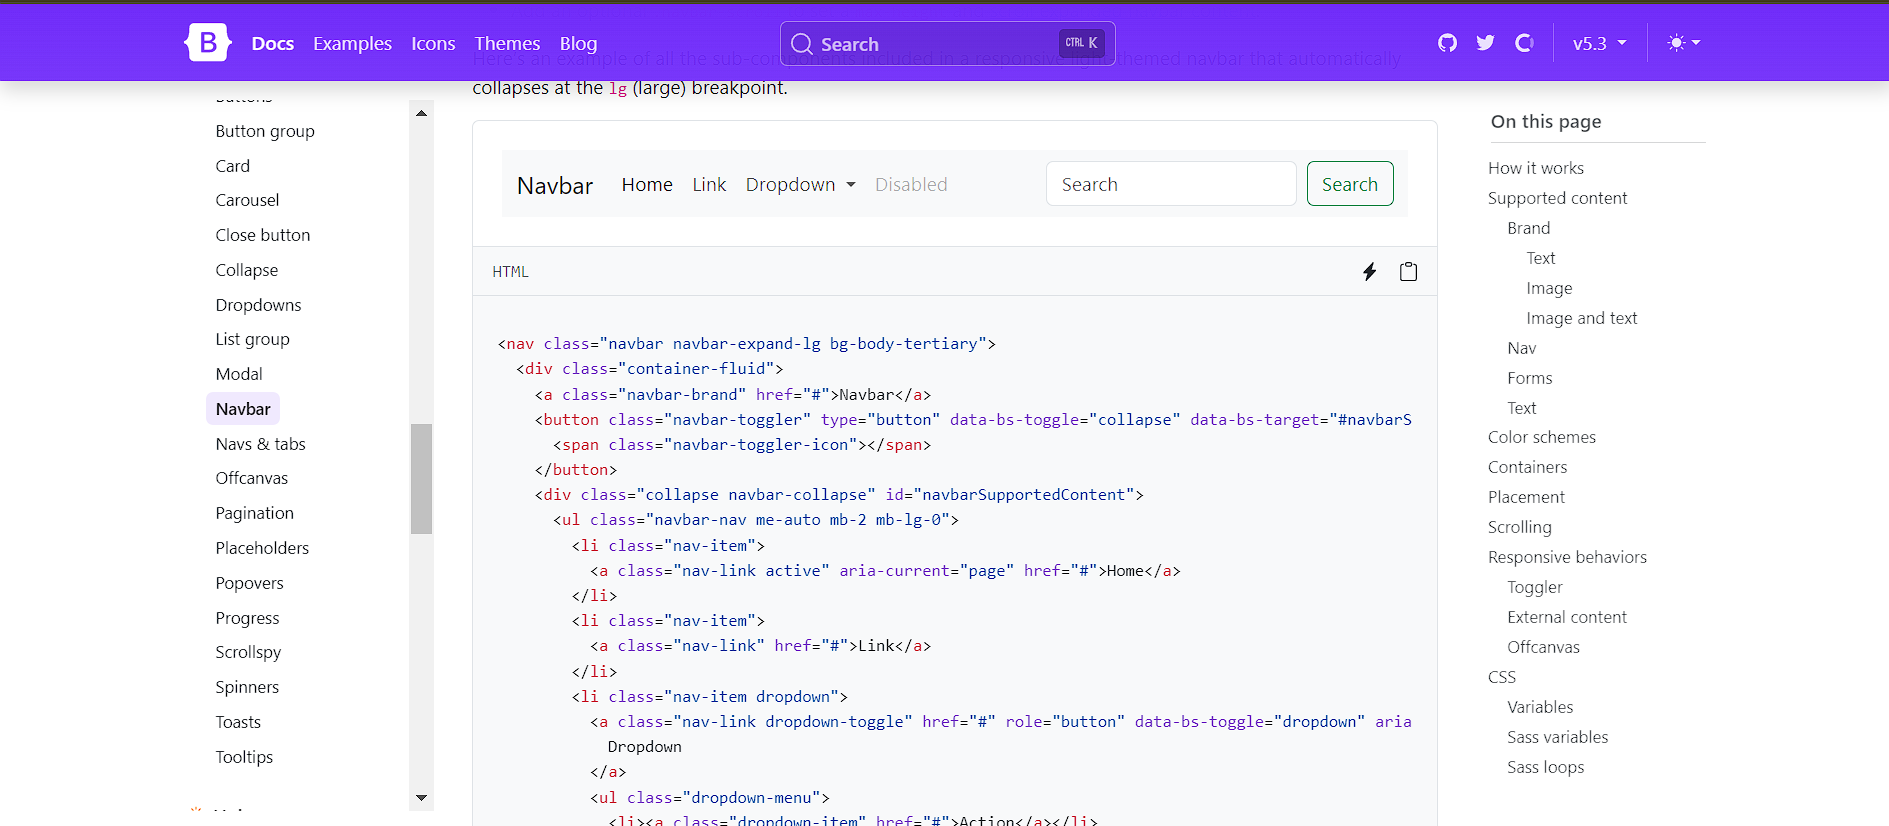 B Docs Examples Icons Themes Blog Search CTRL K v5.3
Here's an example of all the sub-components included in a responsive light-themed navbar that automatically
collapses at the lg (large) breakpoint.
Buttons
Button group
Card
Carousel
Close button
Collapse
Dropdowns
List group
Modal
Navbar
Navs & tabs
Offcanvas
Pagination
Placeholders
Popovers
Progress
Scrollspy
Spinners
Toasts
Tooltips
Navbar Home Link Dropdown Disabled Search Search
HTML
<nav class="navbar navbar-expand-lg bg-body-tertiary">
<div class="container-fluid">
<a class="navbar-brand" href="#">Navbar</a>
<button class="navbar-toggler" type="button" data-bs-toggle="collapse" data-bs-target="#navbarS
<span class="navbar-toggler-icon"></span>
</button>
<div class="collapse navbar-collapse" id="navbarSupportedContent">
<ul class="navbar-nav me-auto mb-2 mb-lg-0">
<li class="nav-item">
<a class="nav-link active" aria-current="page" href="#">Home</a>
</li>
<li class="nav-item">
<a class="nav-link" href="#">Link</a>
</li>
<li class="nav-item dropdown">
<a class="nav-link dropdown-toggle" href="#" role="button" data-bs-toggle="dropdown" aria
Dropdown
</a>
<ul class="dropdown-menu">
<li><a class="dropdown-item" href="#">Action</a></li>
On this page
How it works
Supported content
Brand
Text
Image
Image and text
Nav
Forms
Text
Color schemes
Containers
Placement
Scrolling
Responsive behaviors
Toggler
External content
Offcanvas
CSS
Variables
Sass variables
Sass loops